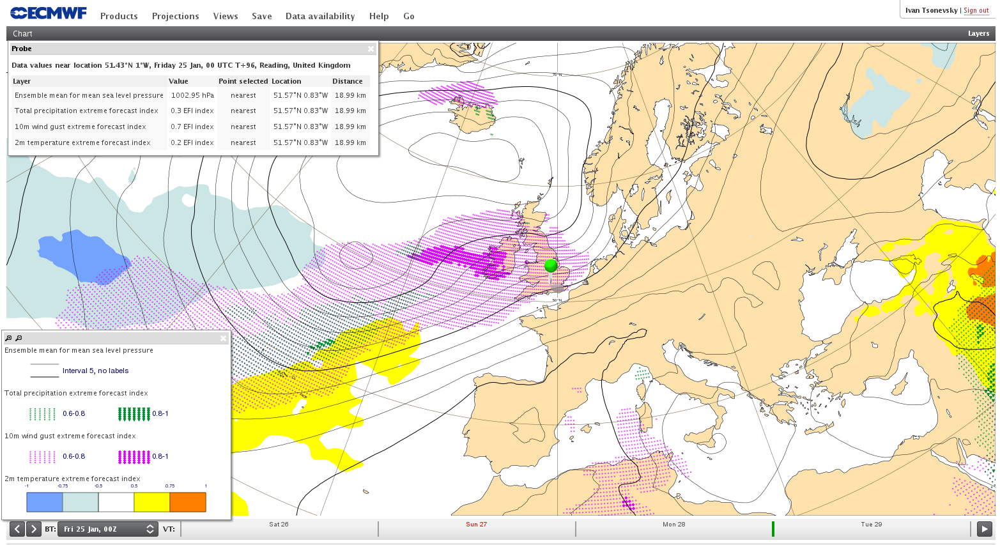 ECMWF Products Projections Views Save Data availability Help Go
Ivan Tsonevsky | Sign out
Chart Layers
Probe
Data values near location 51.43°N 1°W, Friday 25 Jan, 00 UTC T+96, Reading, United Kingdom
Layer Value Point selected Location Distance
Ensemble mean for mean sea level pressure 1002.95 hPa nearest 51.57°N 0.83°W 18.99 km
Total precipitation extreme forecast index 0.3 EFI index nearest 51.57°N 0.83°W 18.99 km
10m wind gust extreme forecast index 0.7 EFI index nearest 51.57°N 0.83°W 18.99 km
2m temperature extreme forecast index 0.2 EFI index nearest 51.57°N 0.83°W 18.99 km
70°N
50°N
Ensemble mean for mean sea level pressure
Interval 5, no labels
Total precipitation extreme forecast index
0.6-0.8 0.8-1
10m wind gust extreme forecast index
0.6-0.8 0.8-1
2m temperature extreme forecast index
-1 -0.75 -0.5 0.5 0.75 1
BT: Fri 25 Jan, 00Z VT: Sat 26 Sun 27 Mon 28 Tue 29